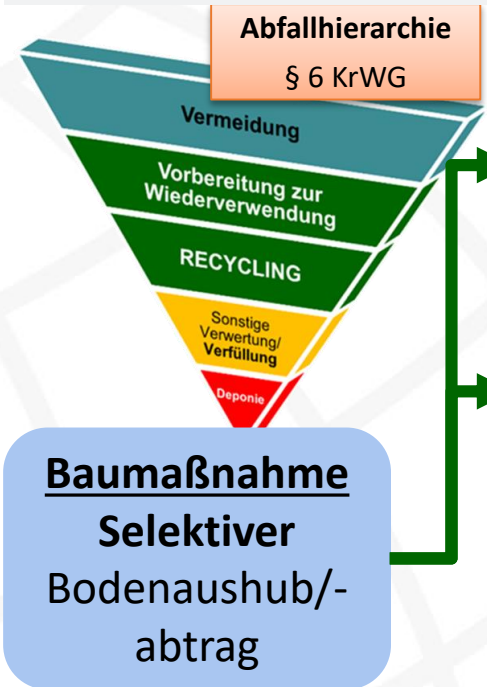 Abfallhierarchie
§ 6 KrWG
Vermeidung
Vorbereitung zur
Wiederverwendung
RECYCLING
Sonstige
Verwertung/
Verfüllung
Deponie
Baumaßnahme
Selektiver
Bodenaushub/-
abtrag